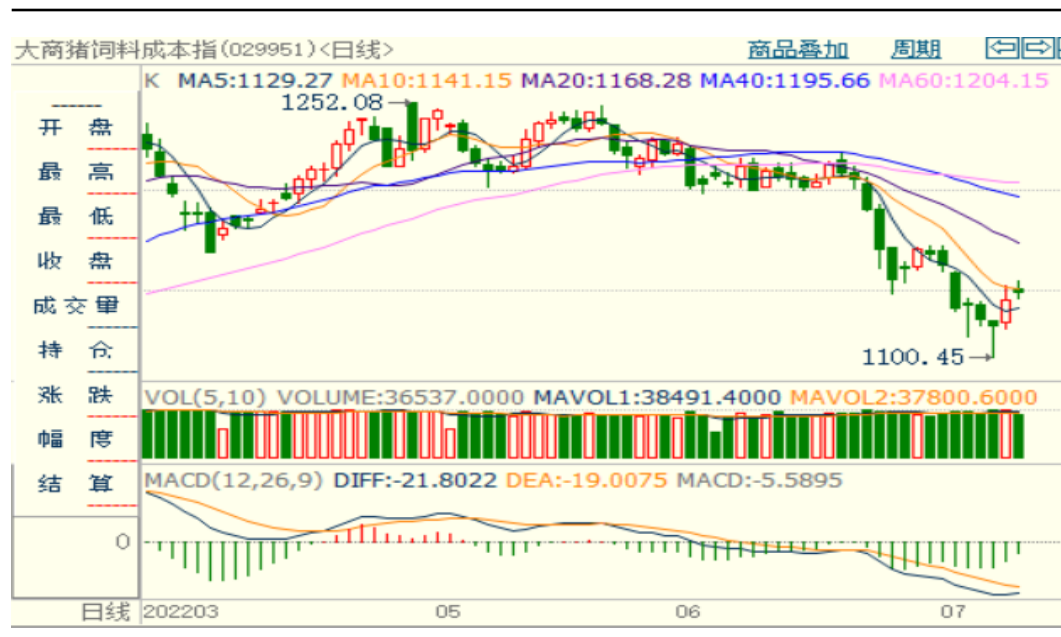 大商猪饲料成本指(029951)<日线> 商品叠加 周期
K MA5:1129.27 MA10:1141.15 MA20:1168.28 MA40:1195.66 MA60:1204.15
1252.08
开 盘
最 高
最 低
收 盘
成交量
持 仓
1100.45
涨 跌
VOL(5,10) VOLUME:36537.0000 MAVOL1:38491.4000 MAVOL2:37800.6000
幅 度
结 算
MACD(12,26,9) DIFF:-21.8022 DEA:-19.0075 MACD:-5.5895
0
日线 202203 05 06 07